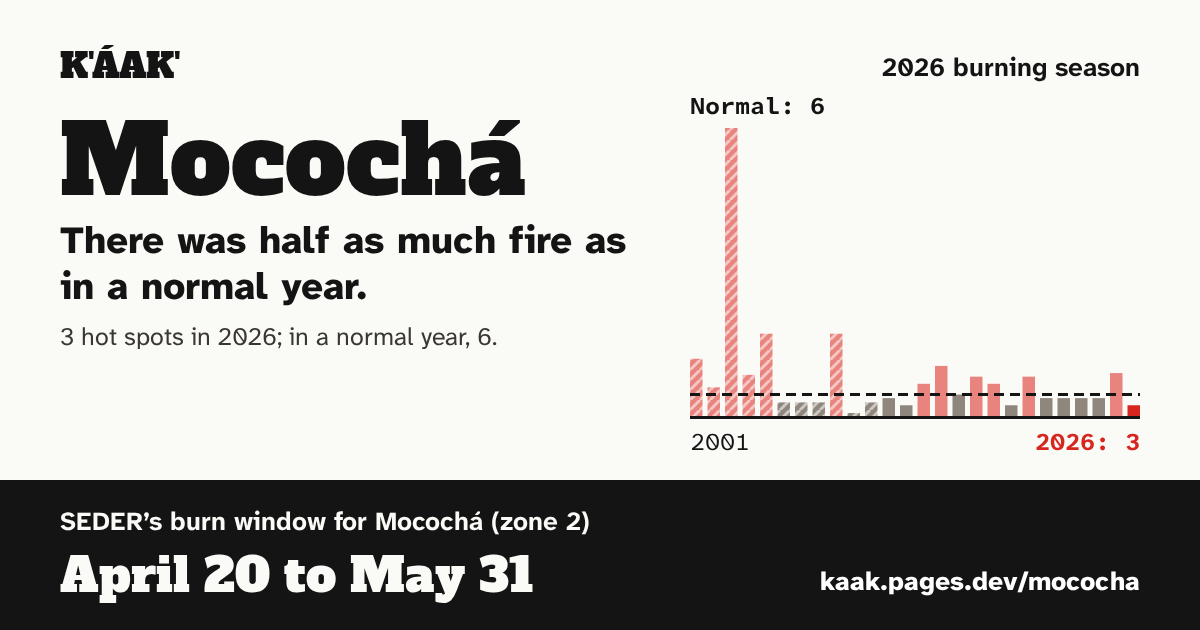 K'ÁAK'
2026 burning season
Mocochá
There was half as much fire as
in a normal year.
3 hot spots in 2026; in a normal year, 6.
Normal: 6
2001
2026: 3
SEDER’s burn window for Mocochá (zone 2)
April 20 to May 31
kaak.pages.dev/mococha